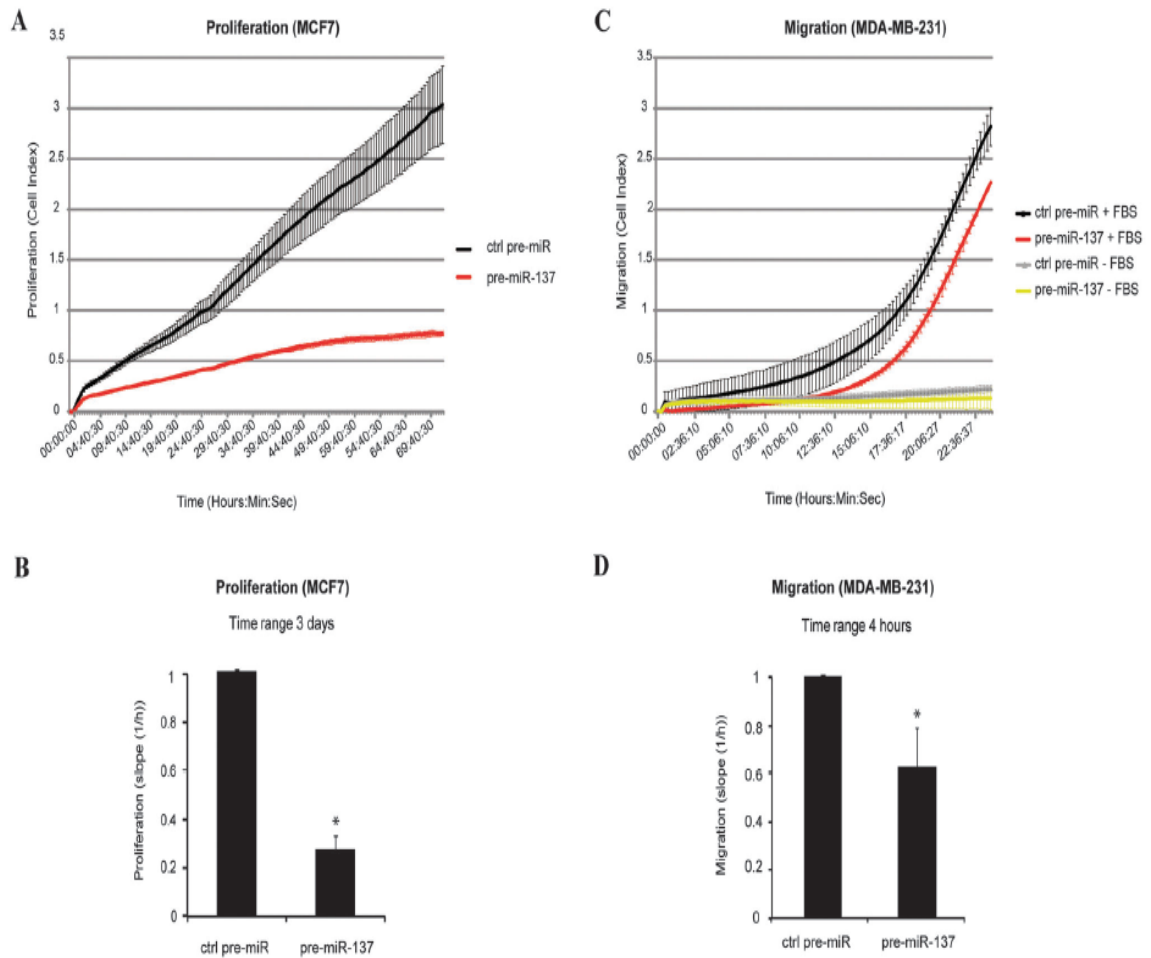 A
Proliferation (MCF7)
3.5
3
2.5
2
1.5
1
0.5
0
Proliferation (Cell Index)
00:00:00
04:40:30
09:40:30
14:40:30
19:40:30
24:40:30
29:40:30
34:40:30
39:40:30
44:40:30
49:40:30
59:40:30
54:40:30
64:40:30
69:40:30
Time (Hours:Min:Sec)
ctrl pre-miR
pre-miR-137
C
Migration (MDA-MB-231)
3.5
3
2.5
2
1.5
1
0.5
0
Migration (Cell Index)
00:00:00
02:36:10
05:06:10
07:36:10
10:06:10
12:36:10
15:06:10
17:36:17
20:06:27
22:36:37
Time (Hours:Min:Sec)
ctrl pre-miR + FBS
pre-miR-137 + FBS
ctrl pre-miR - FBS
pre-miR-137 - FBS
B
Proliferation (MCF7)
Time range 3 days
1
0.8
0.6
0.4
0.2
0
Proliferation (slope (1/h))
*
ctrl pre-miR
pre-miR-137
D
Migration (MDA-MB-231)
Time range 4 hours
1
0.8
0.6
0.4
0.2
0
Migration (slope (1/h))
*
ctrl pre-miR
pre-miR-137